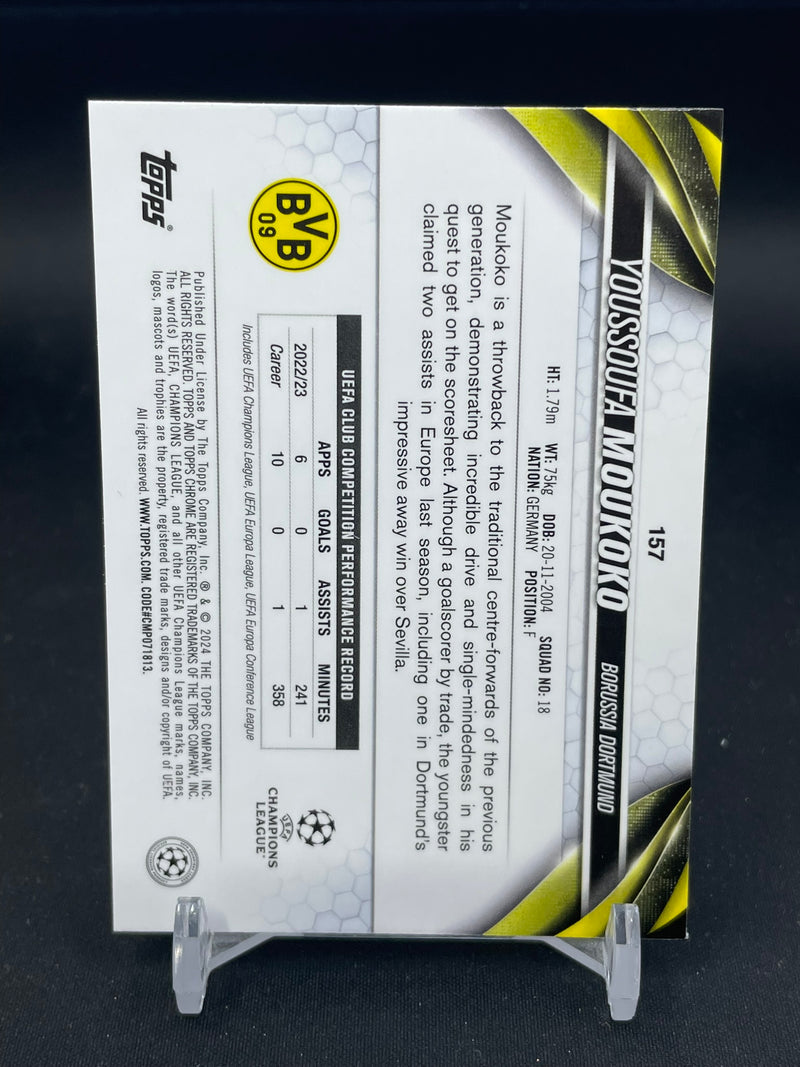 157
YOUSSOUFA MOUKOKO BORUSSIA DORTMUND
HT: 1.79m WT: 75kg DOB: 20-11-2004 SQUAD NO: 18
NATION: GERMANY POSITION: F
Moukoko is a throwback to the traditional centre-forwards of the previous
generation, demonstrating incredible drive and single-mindedness in his
quest to get on the scoresheet. Although a goalscorer by trade, the youngster
claimed two assists in Europe last season, including one in Dortmund's
impressive away win over Sevilla.
BVB
09
UEFA CLUB COMPETITION PERFORMANCE RECORD
APPS GOALS ASSISTS MINUTES
2022/23 6 0 1 241
Career 10 0 1 358
Includes UEFA Champions League, UEFA Europa League, UEFA Europa Conference League
UEFA
CHAMPIONS
LEAGUE®
topps®
Published Under License by The Topps Company, Inc. ® & © 2024 THE TOPPS COMPANY, INC.
ALL RIGHTS RESERVED. TOPPS AND TOPPS CHROME ARE REGISTERED TRADEMARKS OF THE TOPPS COMPANY, INC.
The word(s) UEFA, CHAMPIONS LEAGUE, and all other UEFA Champions League marks, names,
logos, mascots and trophies are the property, registered trade marks, designs and/or copyright of UEFA.
All rights reserved. WWW.TOPPS.COM. CODE#CMP071813.